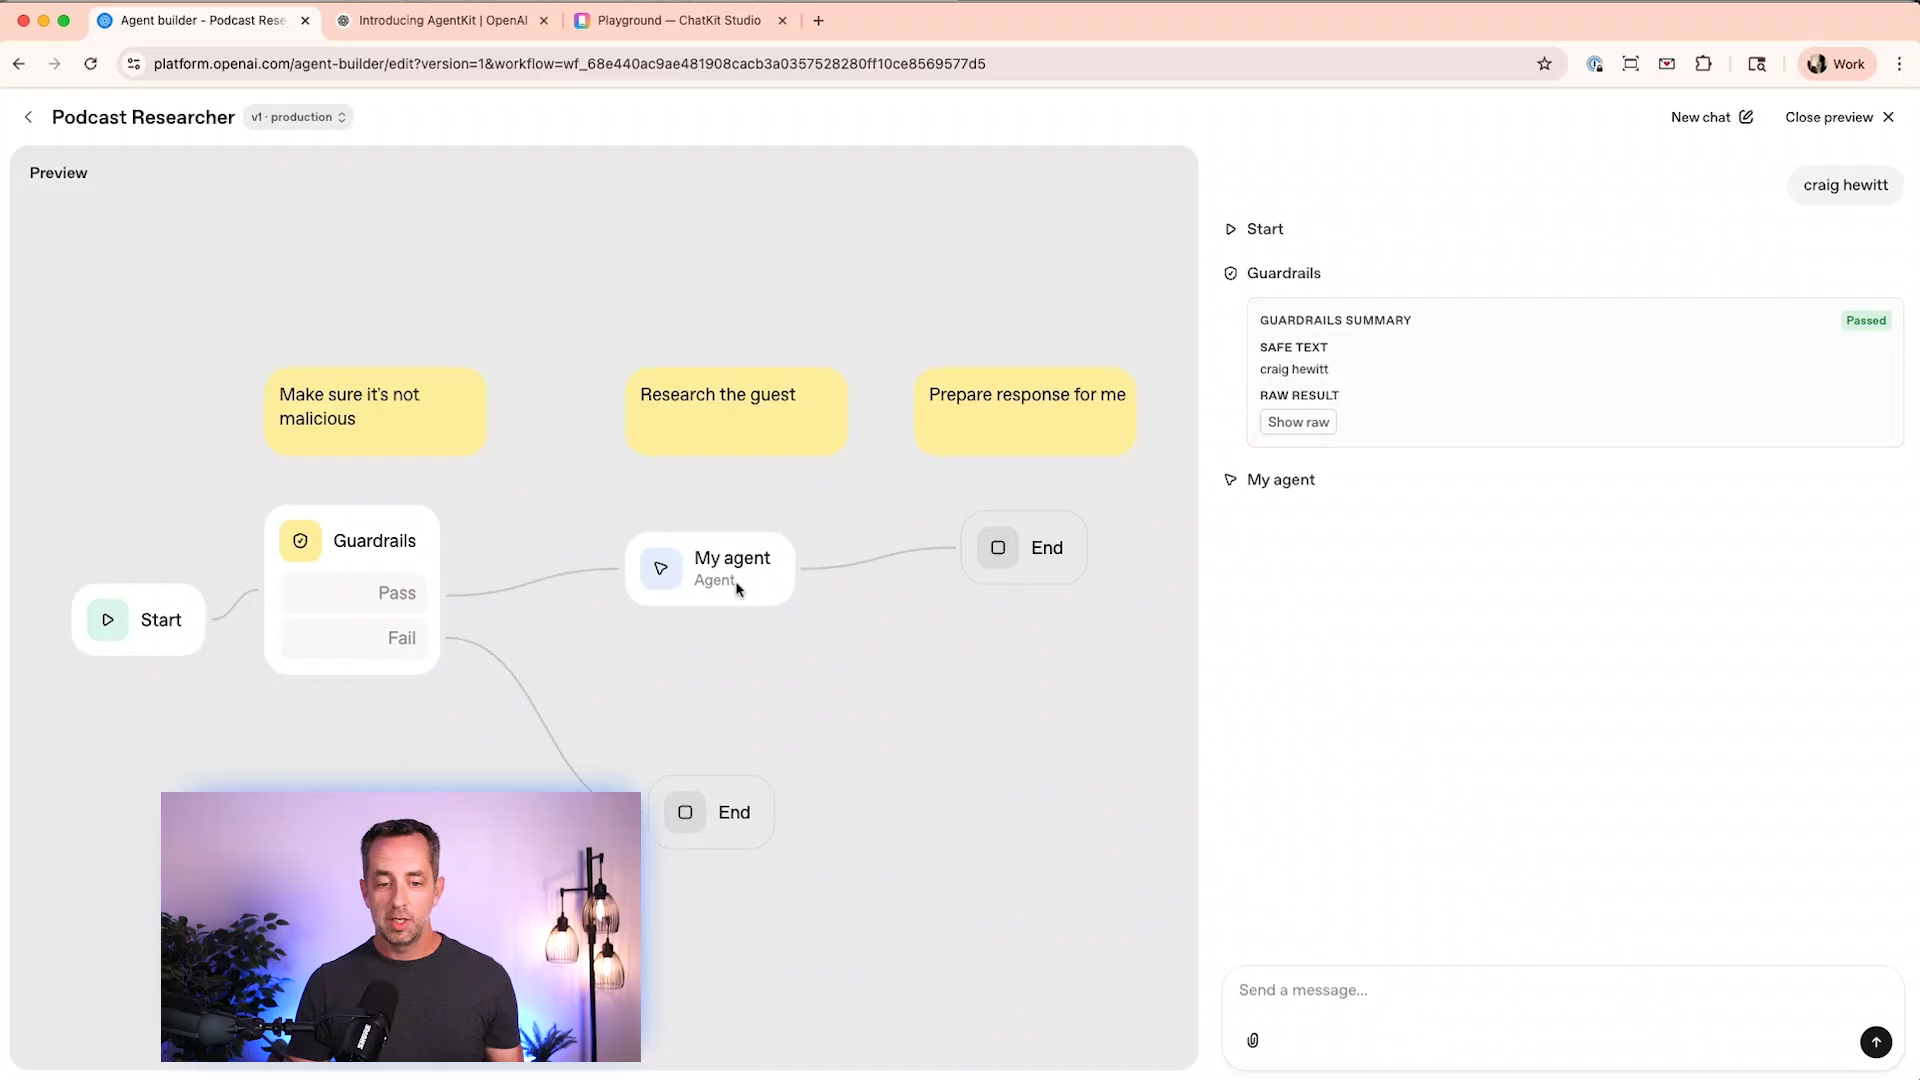 Agent builder - Podcast Rese
Introducing AgentKit | OpenAI
Playground — ChatKit Studio
platform.openai.com/agent-builder/edit?version=1&workflow=wf_68e440ac9ae481908cacb3a0357528280ff10ce8569577d5
Work
Podcast Researcher
v1 · production
New chat
Close preview
Preview
craig hewitt
Start
Guardrails
GUARDRAILS SUMMARY
Passed
SAFE TEXT
craig hewitt
RAW RESULT
Show raw
My agent
Make sure it's not
malicious
Research the guest
Prepare response for me
Guardrails
Pass
Fail
Start
My agent
Agent
End
End
SHURE
Send a message...